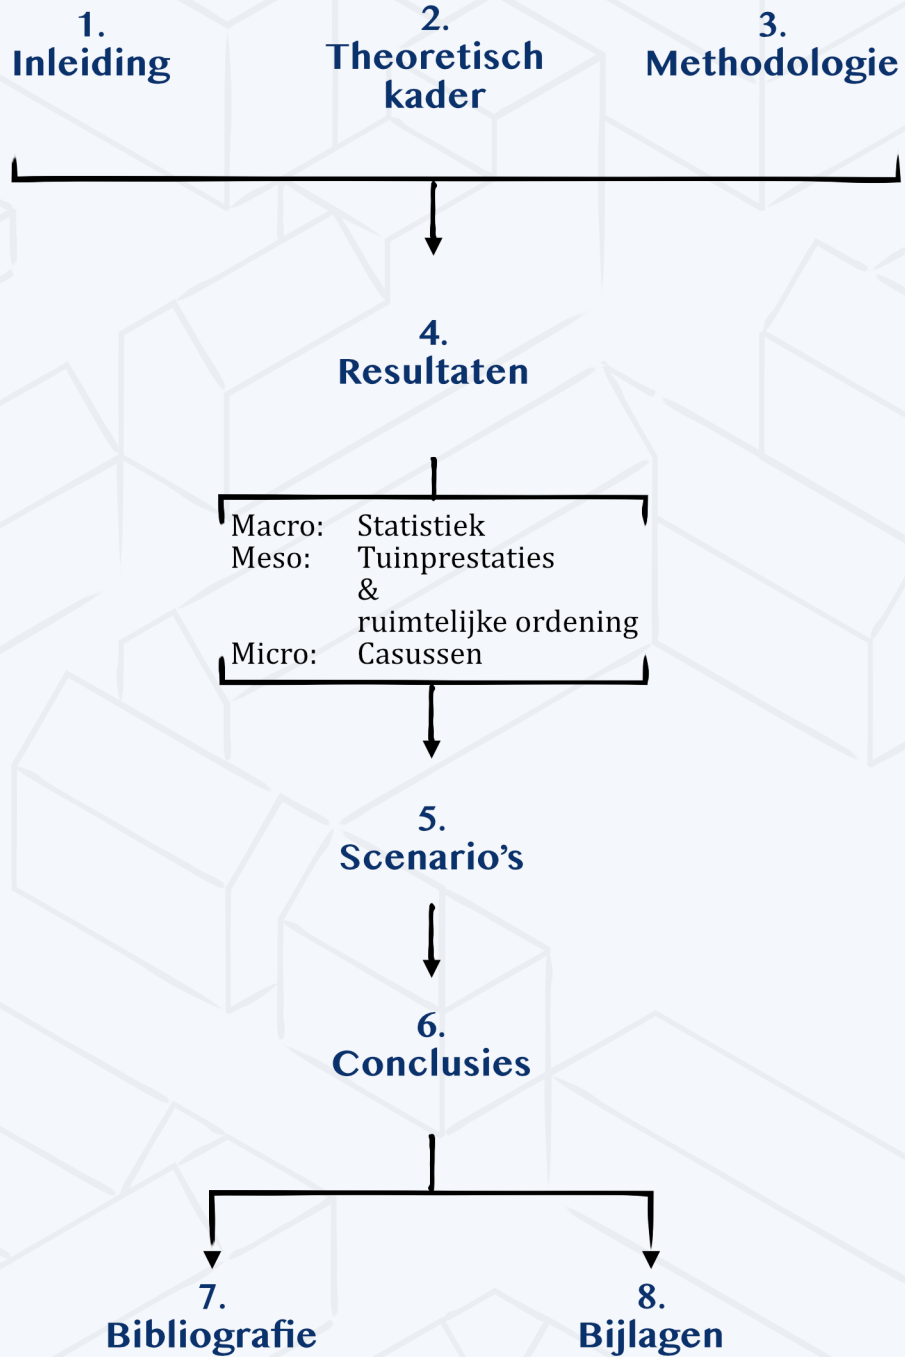 1.
Inleiding
2.
Theoretisch
kader
3.
Methodologie
4.
Resultaten
Macro: Statistiek
Meso: Tuinprestaties
&
ruimtelijke ordening
Micro: Casussen
5.
Scenario’s
6.
Conclusies
7.
Bibliografie
8.
Bijlagen